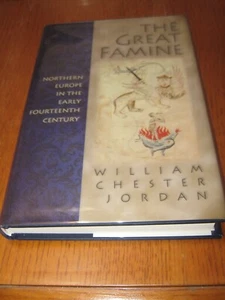 THE
GREAT
FAMINE
NORTHERN
EUROPE
IN THE
EARLY
FOURTEENTH
CENTURY
WILLIAM
CHESTER
JORDAN